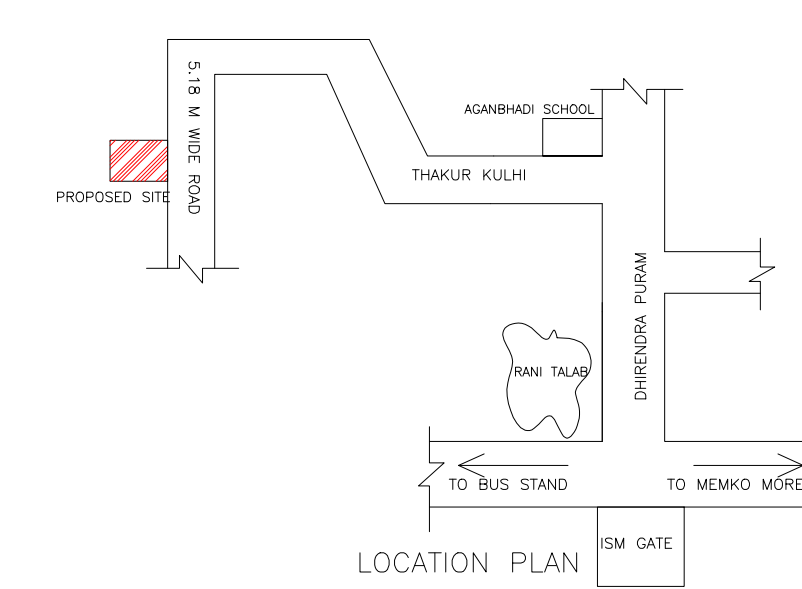 5.18 M WIDE ROAD
AGANBHADI SCHOOL
THAKUR KULHI
PROPOSED SITE
DHIRENDRA PURAM
RANI TALAB
TO BUS STAND
TO MEMKO MORE
ISM GATE
LOCATION PLAN